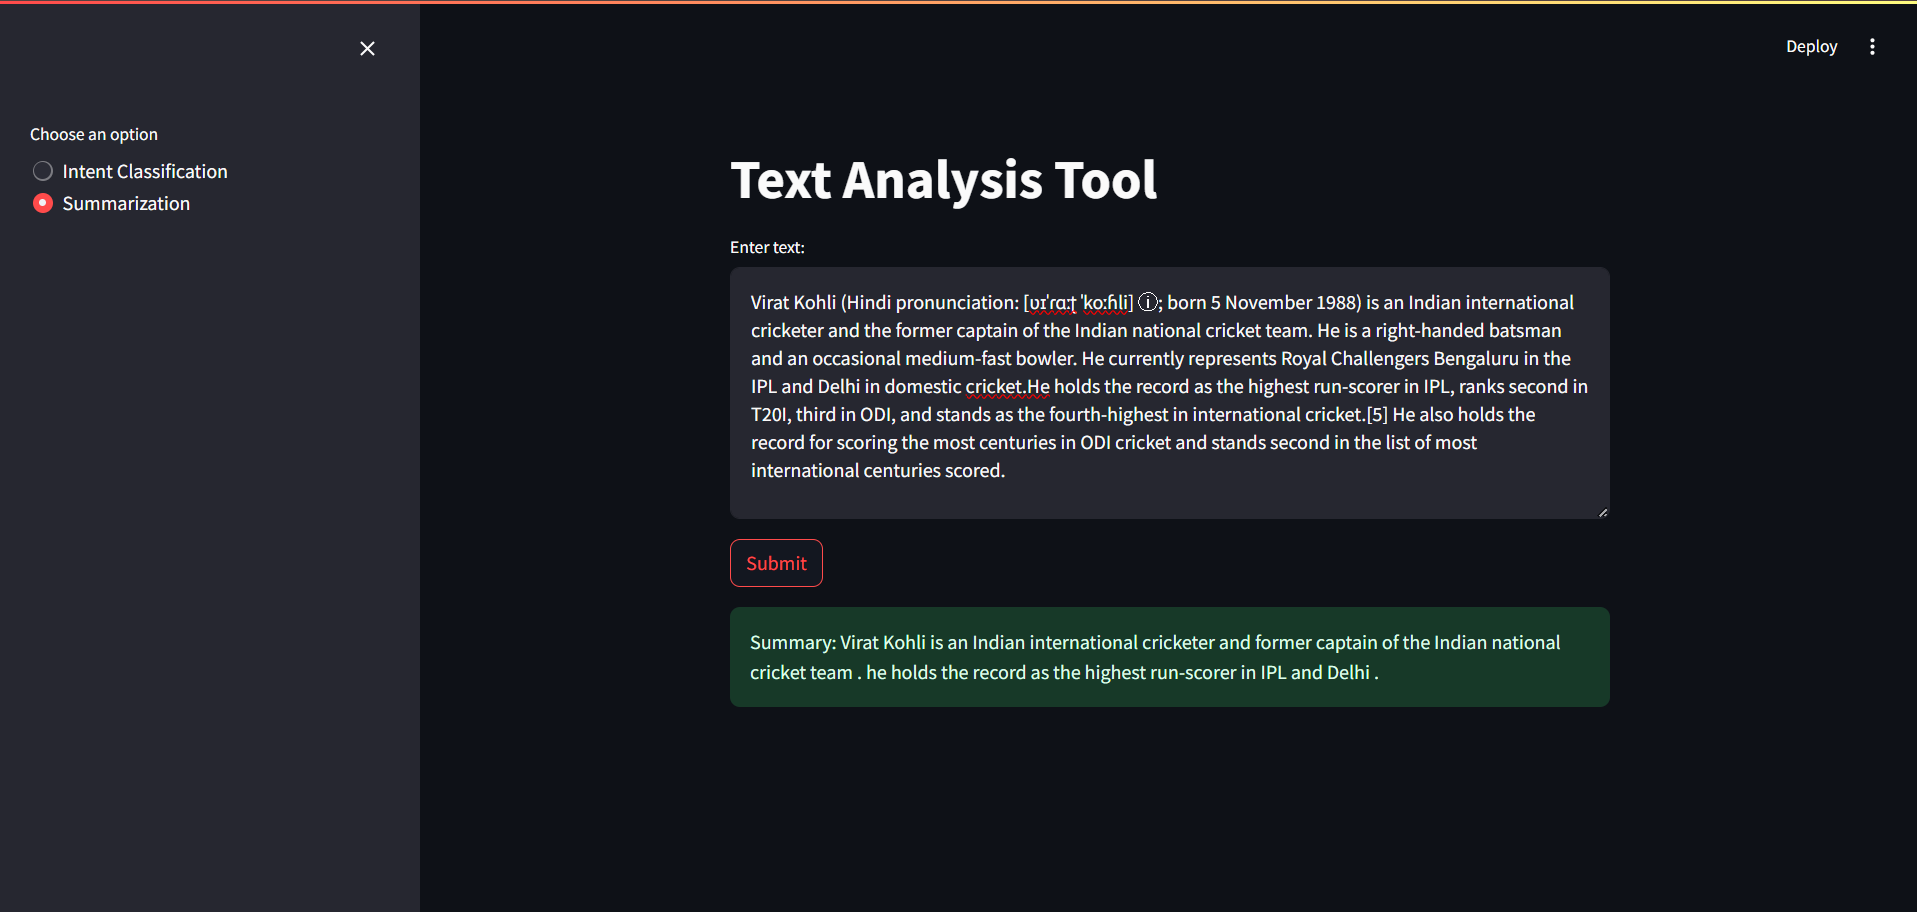 Deploy
Choose an option
Intent Classification
Summarization
Text Analysis Tool
Enter text:
Virat Kohli (Hindi pronunciation: [ʋɪˈrɑːʈ ˈkoːɦli] ⓘ; born 5 November 1988) is an Indian international
cricketer and the former captain of the Indian national cricket team. He is a right-handed batsman
and an occasional medium-fast bowler. He currently represents Royal Challengers Bengaluru in the
IPL and Delhi in domestic cricket.He holds the record as the highest run-scorer in IPL, ranks second in
T20I, third in ODI, and stands as the fourth-highest in international cricket.[5] He also holds the
record for scoring the most centuries in ODI cricket and stands second in the list of most
international centuries scored.
Submit
Summary: Virat Kohli is an Indian international cricketer and former captain of the Indian national
cricket team . he holds the record as the highest run-scorer in IPL and Delhi .